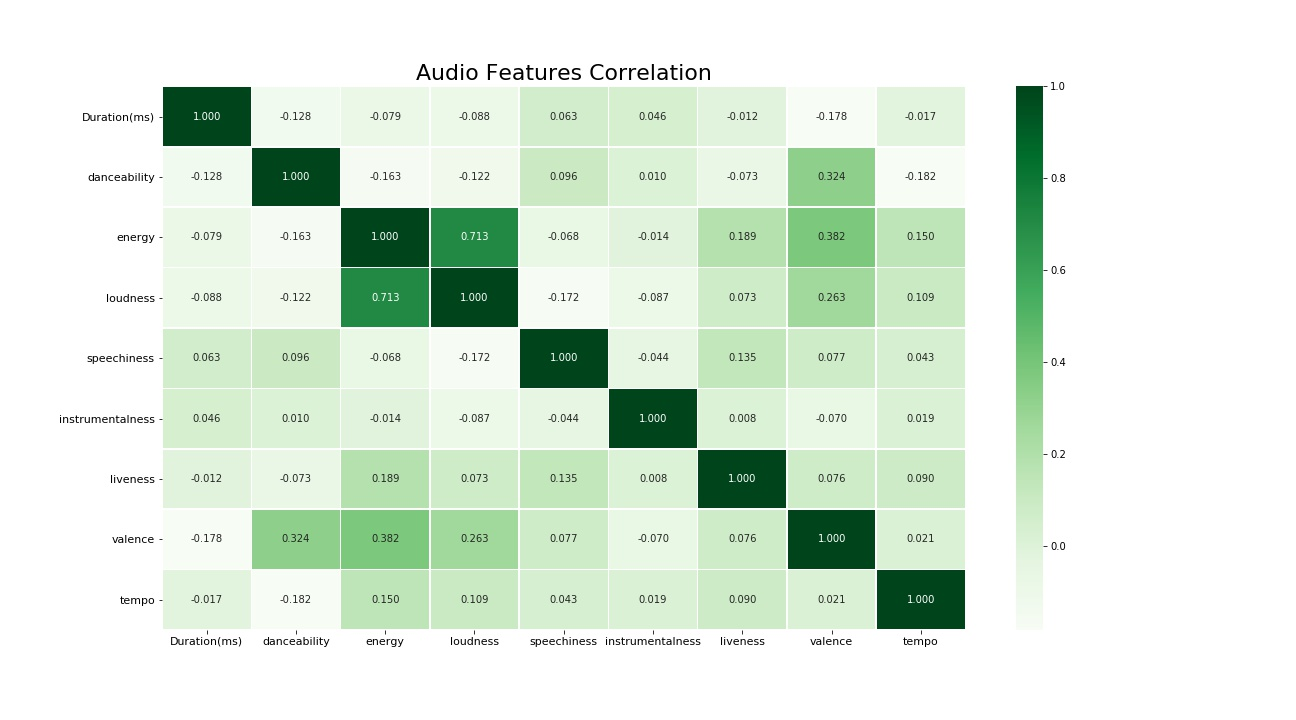 Audio Features Correlation
Duration(ms) 1.000 -0.128 -0.079 -0.088 0.063 0.046 -0.012 -0.178 -0.017
danceability -0.128 1.000 -0.163 -0.122 0.096 0.010 -0.073 0.324 -0.182
energy -0.079 -0.163 1.000 0.713 -0.068 -0.014 0.189 0.382 0.150
loudness -0.088 -0.122 0.713 1.000 -0.172 -0.087 0.073 0.263 0.109
speechiness 0.063 0.096 -0.068 -0.172 1.000 -0.044 0.135 0.077 0.043
instrumentalness 0.046 0.010 -0.014 -0.087 -0.044 1.000 0.008 -0.070 0.019
liveness -0.012 -0.073 0.189 0.073 0.135 0.008 1.000 0.076 0.090
valence -0.178 0.324 0.382 0.263 0.077 -0.070 0.076 1.000 0.021
tempo -0.017 -0.182 0.150 0.109 0.043 0.019 0.090 0.021 1.000
Duration(ms) danceability energy loudness speechiness instrumentalness liveness valence tempo
1.0
0.8
0.6
0.4
0.2
0.0